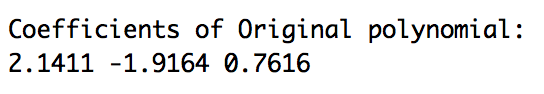 Coefficients of Original polynomial:
2.1411 -1.9164 0.7616